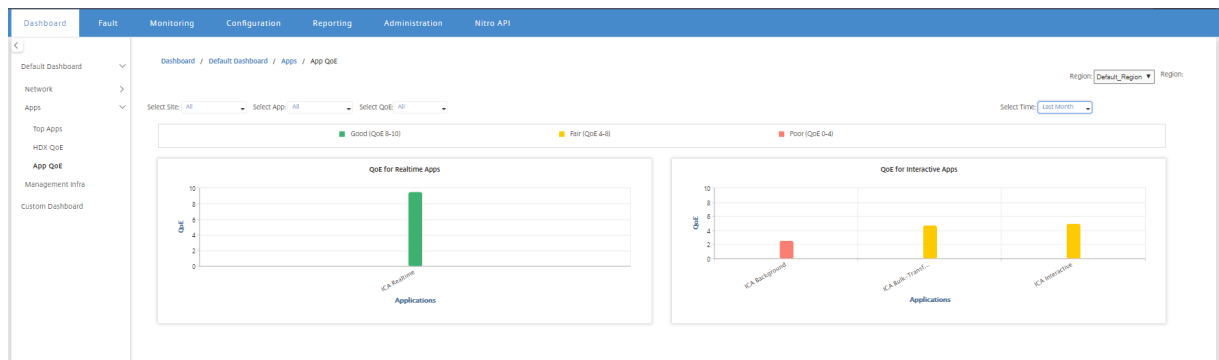 Dashboard Fault Monitoring Configuration Reporting Administration Nitro API
Default Dashboard
Network
Apps
Top Apps
HDX QoE
App QoE
Management Infra
Custom Dashboard
Dashboard / Default Dashboard / Apps / App QoE
Region: Default_Region Region:
Select Site: All Select App: All Select QoE: All Select Time: Last Month
Good (QoE 8-10) Fair (QoE 4-8) Poor (QoE 0-4)
QoE for Realtime Apps
10
8
6
4
2
0
QoE
ICA Realtime
Applications
QoE for Interactive Apps
10
8
6
4
2
0
QoE
ICA Background
ICA Bulk-Transf...
ICA Interactive
Applications